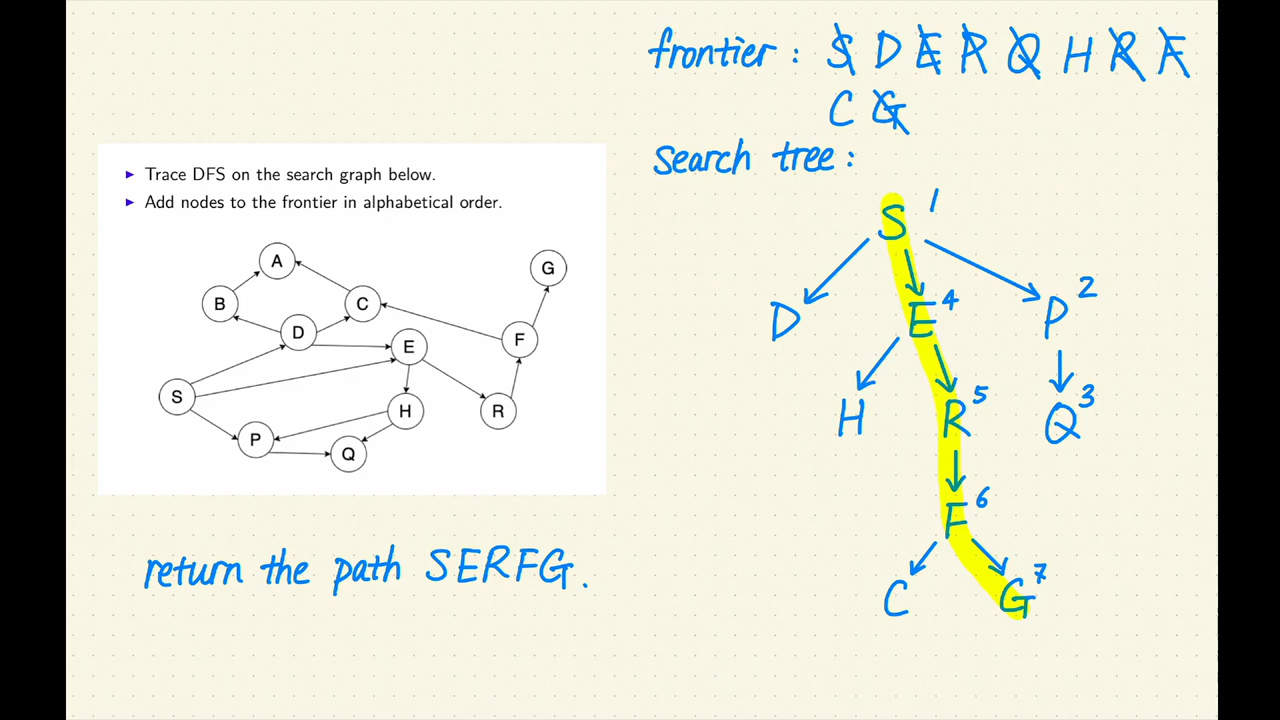 frontier: S D E P Q H R F
C G
search tree:
▶ Trace DFS on the search graph below.
▶ Add nodes to the frontier in alphabetical order.
A
G
B
C
D
E
F
S
H
R
P
Q
S 1
D
E 4
P 2
H
R 5
Q 3
F 6
C
G 7
return the path SERFG.